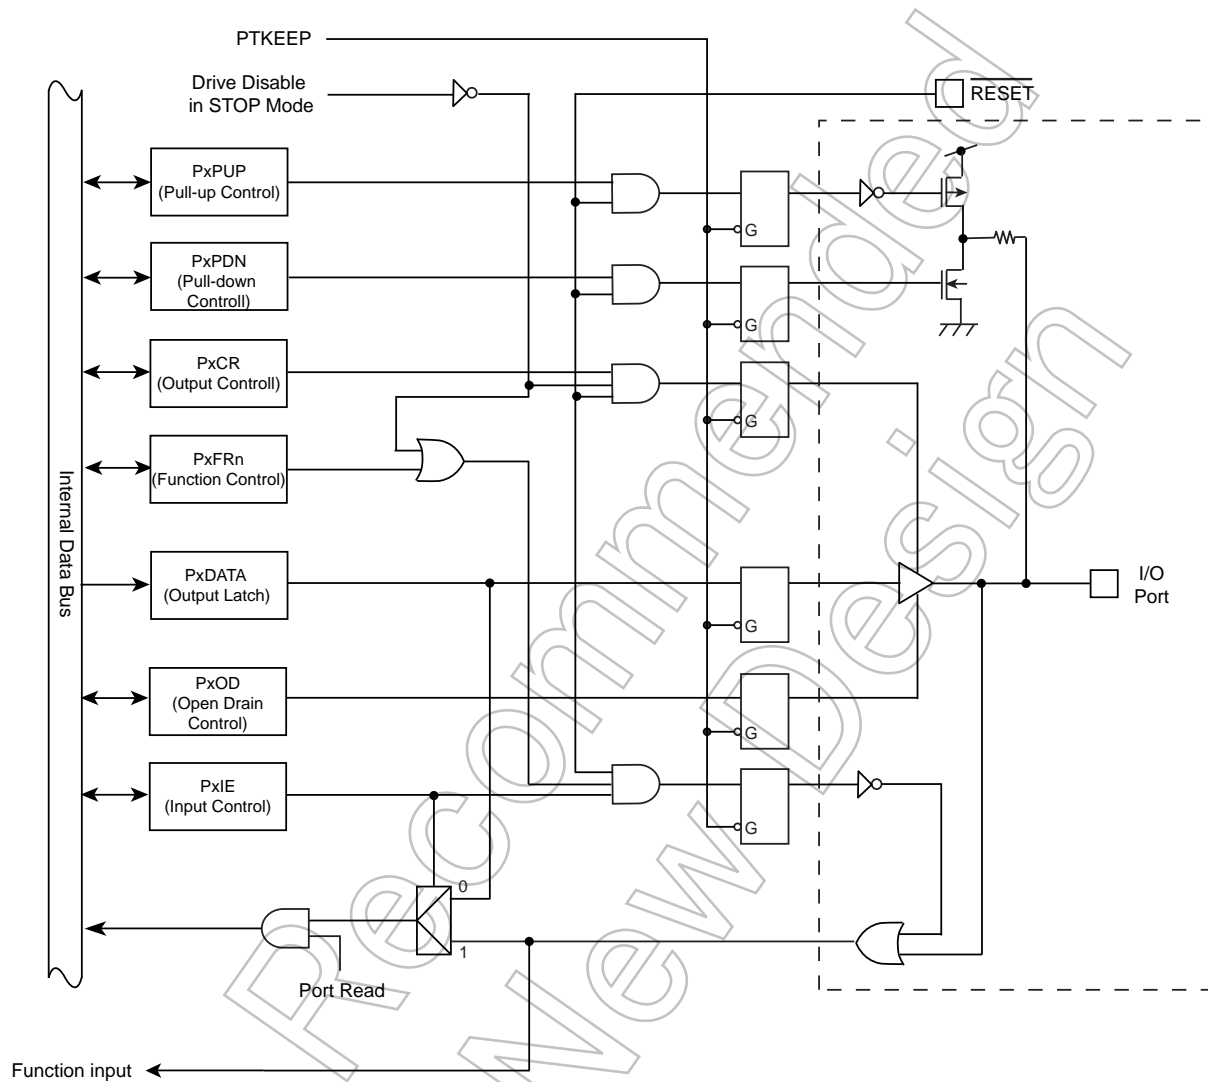 PTKEEP
Drive Disable
in STOP Mode
RESET
PxPUP
(Pull-up Control)
G
PxPDN
(Pull-down
Controll)
G
PxCR
(Output Controll)
G
PxFRn
(Function Control)
Internal Data Bus
PxDATA
(Output Latch)
G
I/O
Port
PxOD
(Open Drain
Control)
G
PxIE
(Input Control)
G
0
1
Port Read
Function input
Recommended
New Design